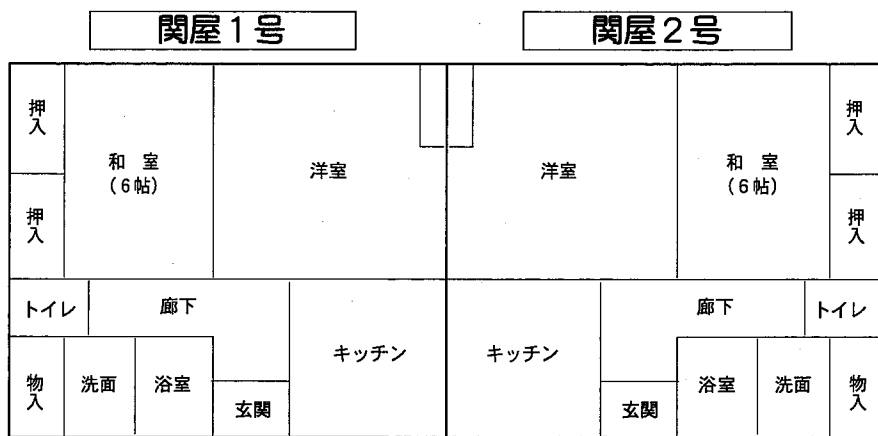 関屋1号
関屋2号
押入
和室
(6帖)
洋室
洋室
和室
(6帖)
押入
押入
押入
トイレ
廊下
廊下
トイレ
キッチン
キッチン
物入
洗面
浴室
玄関
玄関
浴室
洗面
物入